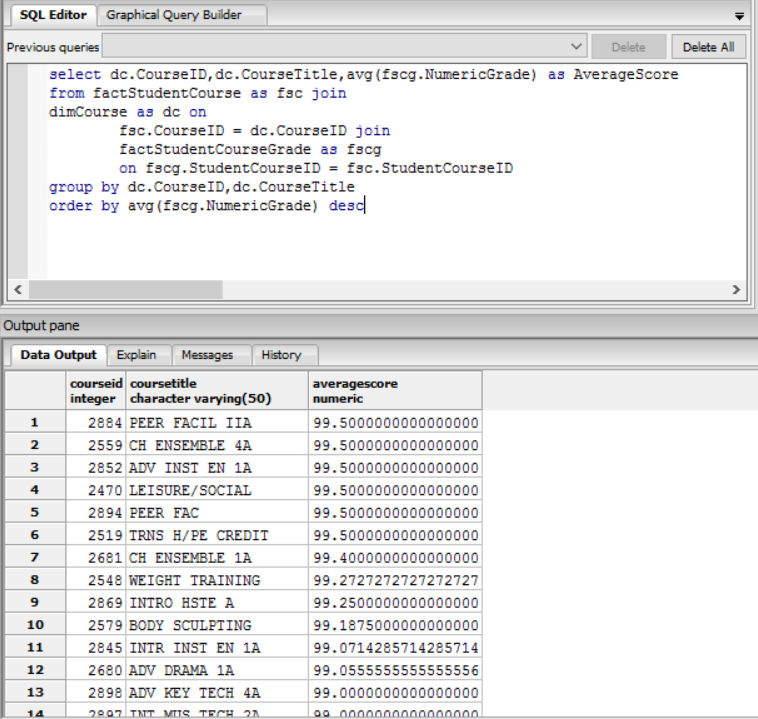 SQL Editor Graphical Query Builder
Previous queries Delete Delete All
select dc.CourseID,dc.CourseTitle,avg(fscg.NumericGrade) as AverageScore
from factStudentCourse as fsc join
dimCourse as dc on
fsc.CourseID = dc.CourseID join
factStudentCourseGrade as fscg
on fscg.StudentCourseID = fsc.StudentCourseID
group by dc.CourseID,dc.CourseTitle
order by avg(fscg.NumericGrade) desc
Output pane
Data Output Explain Messages History
courseid coursetitle averagescore
integer character varying(50) numeric
1 2884 PEER FACIL IIA 99.5000000000000000
2 2559 CH ENSEMBLE 4A 99.5000000000000000
3 2852 ADV INST EN 1A 99.5000000000000000
4 2470 LEISURE/SOCIAL 99.5000000000000000
5 2894 PEER FAC 99.5000000000000000
6 2519 TRNS H/PE CREDIT 99.5000000000000000
7 2681 CH ENSEMBLE 1A 99.4000000000000000
8 2548 WEIGHT TRAINING 99.2727272727272727
9 2869 INTRO HSTE A 99.2500000000000000
10 2579 BODY SCULPTING 99.1875000000000000
11 2845 INTR INST EN 1A 99.0714285714285714
12 2680 ADV DRAMA 1A 99.0555555555555556
13 2898 ADV KEY TECH 4A 99.0000000000000000
14 2897 INT MUS TECH 2A 99.0000000000000000